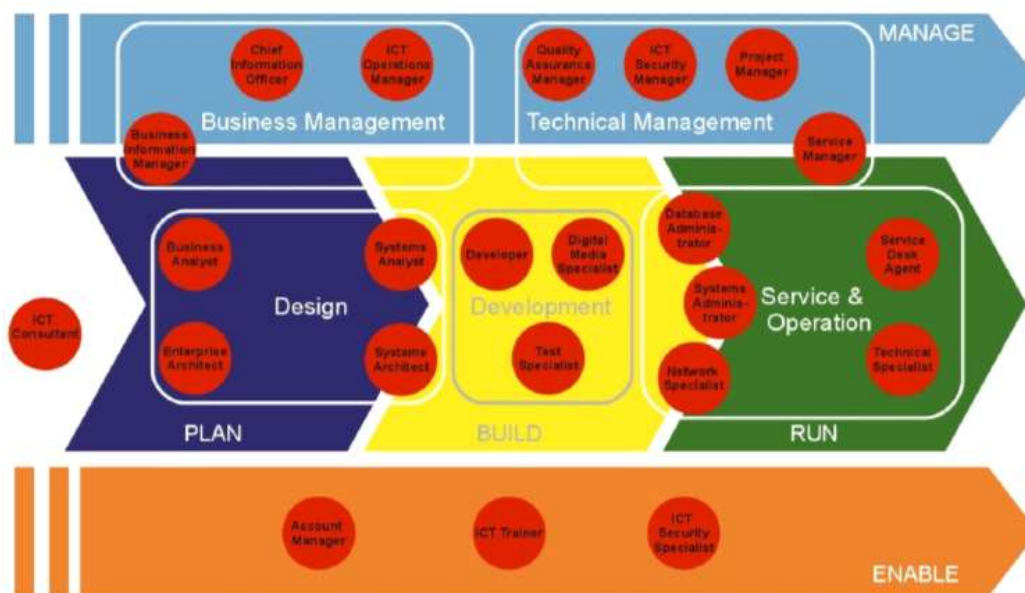 MANAGE
Chief
Information
Officer
ICT
Operations
Manager
Quality
Assurance
Manager
ICT
Security
Manager
Project
Manager
Business Management
Technical Management
Business
Information
Manager
Service
Manager
Business
Analyst
Systems
Analyst
Developer
Digital
Media
Specialist
Database
Adminis-
trator
Service
Desk
Agent
Design
Development
Systems
Adminis-
trator
Service &
Operation
ICT
Consultant
Enterprise
Architect
Systems
Architect
Test
Specialist
Network
Specialist
Technical
Specialist
PLAN
BUILD
RUN
Account
Manager
ICT Trainer
ICT
Security
Specialist
ENABLE